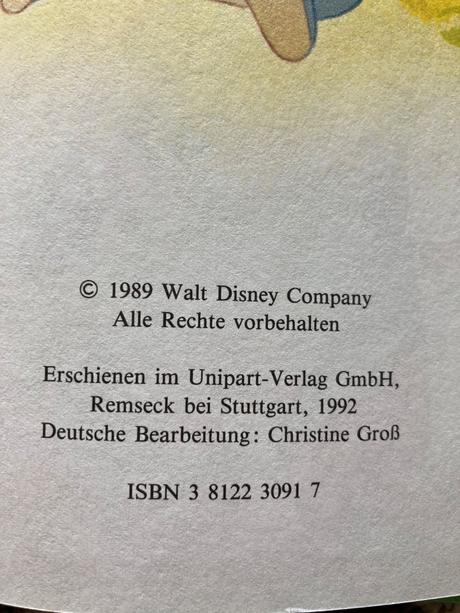 © 1989 Walt Disney Company
Alle Rechte vorbehalten
Erschienen im Unipart-Verlag GmbH,
Remseck bei Stuttgart, 1992
Deutsche Bearbeitung: Christine Groß
ISBN 3 8122 3091 7